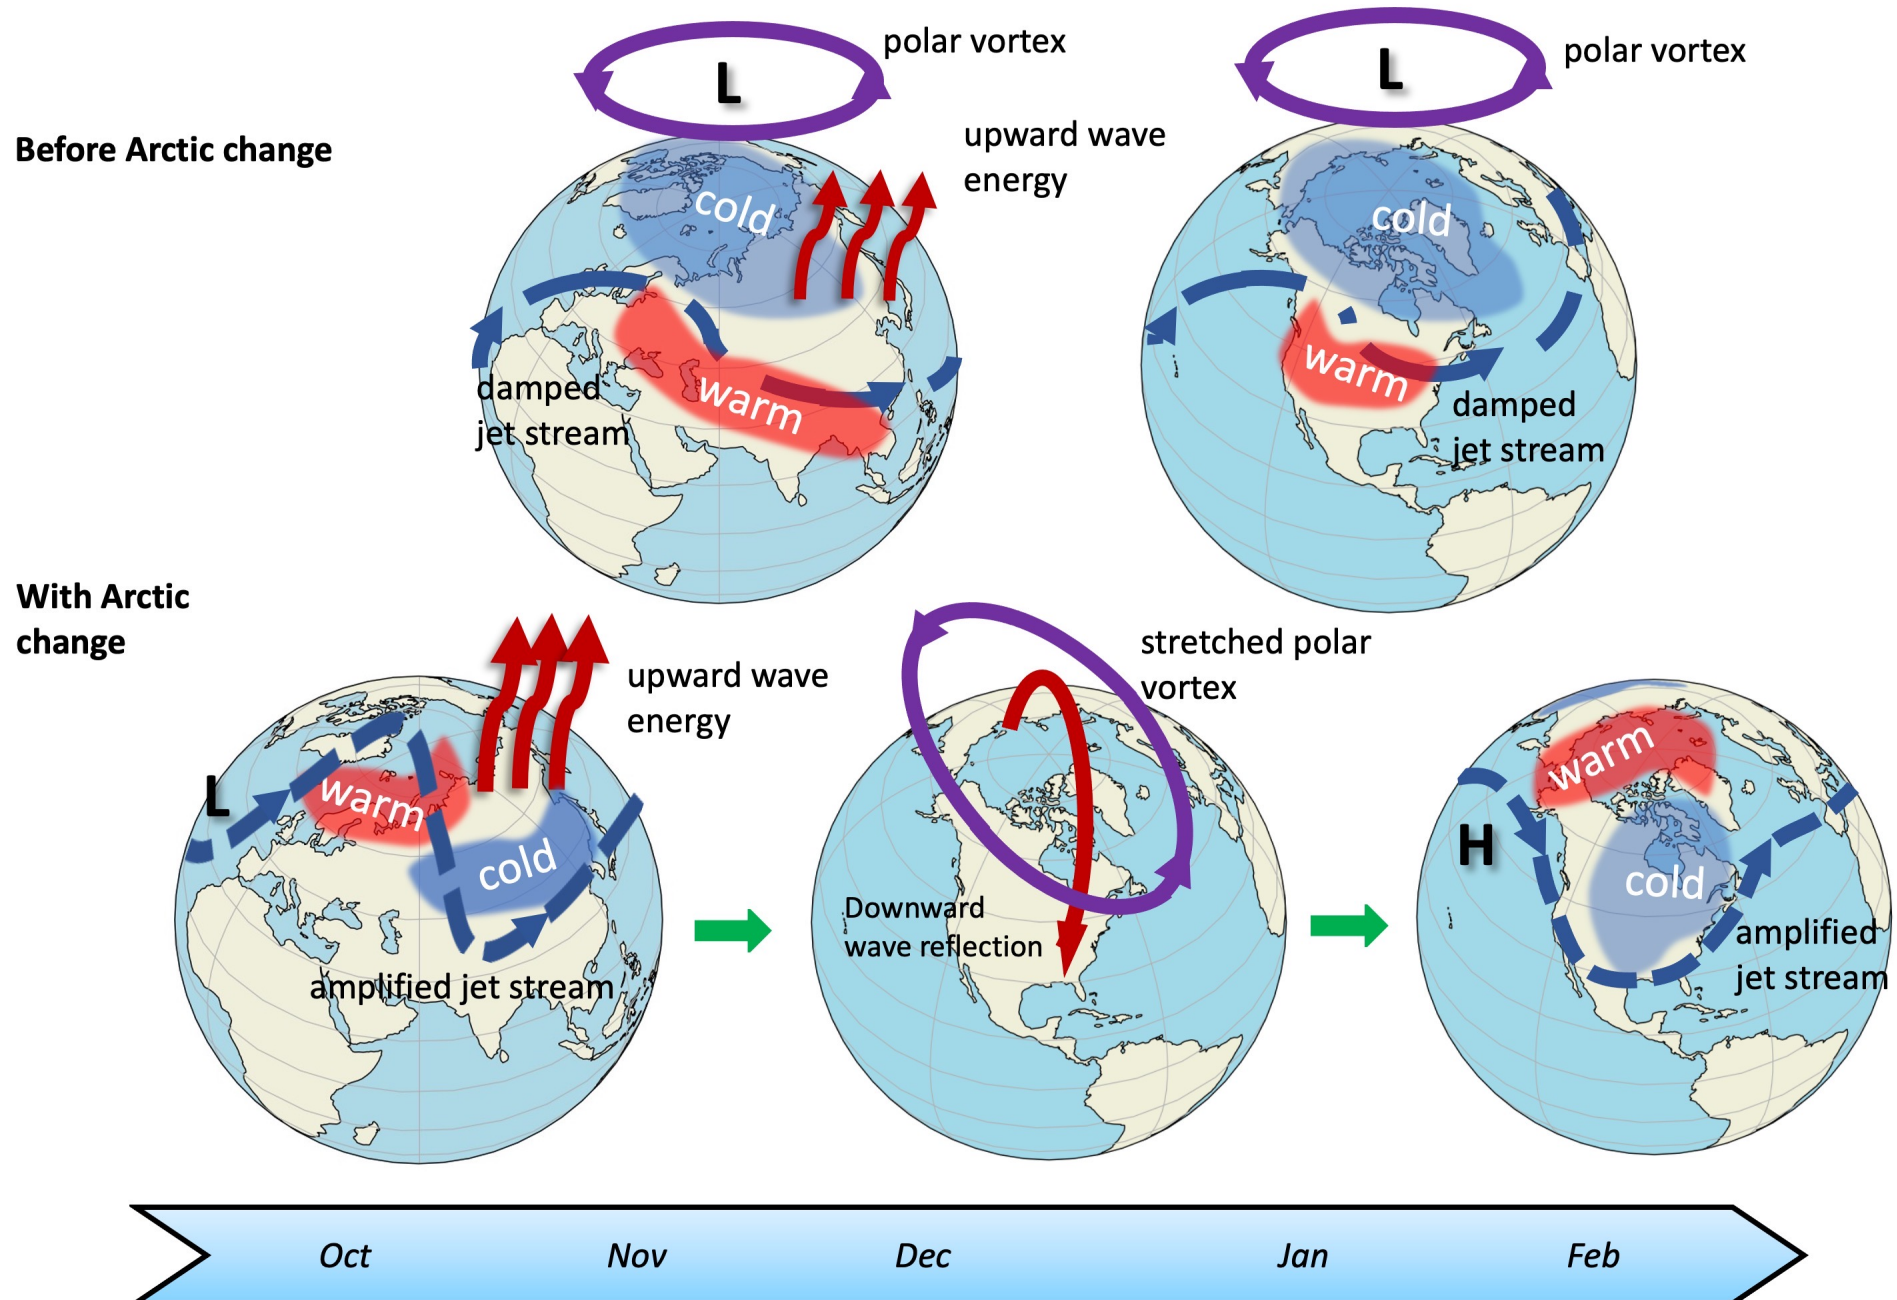 polar vortex
L
polar vortex
L
Before Arctic change
upward wave
energy
cold
cold
warm
damped
jet stream
warm
damped
jet stream
With Arctic
change
upward wave
energy
L
warm
cold
amplified jet stream
stretched polar
vortex
Downward
wave reflection
warm
H
cold
amplified
jet stream
Oct
Nov
Dec
Jan
Feb